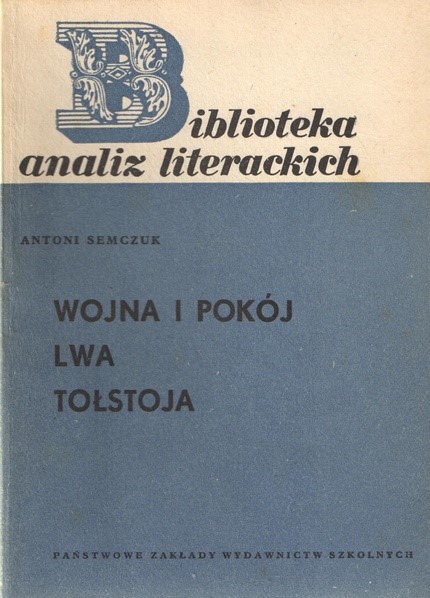 Biblioteka
analiz literackich
ANTONI SEMCZUK
WOJNA I POKÓJ
LWA
TOŁSTOJA
PAŃSTWOWE ZAKŁADY WYDAWNICTW SZKOLNYCH